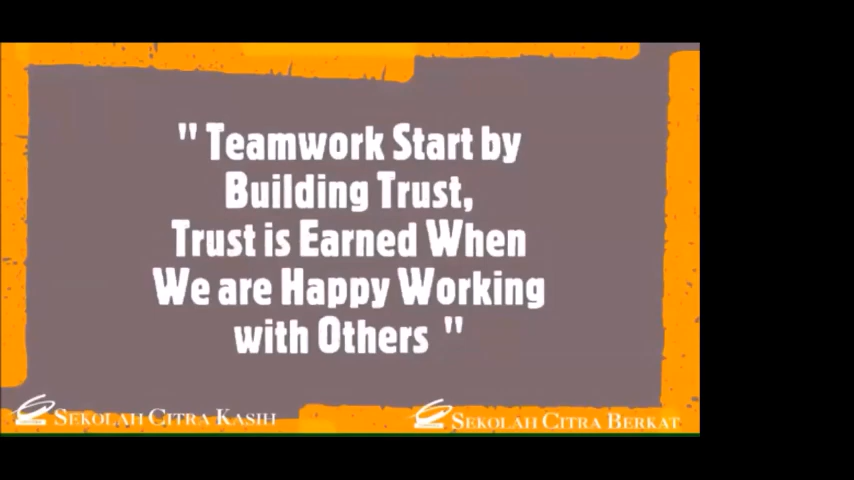 " Teamwork Start by
Building Trust,
Trust is Earned When
We are Happy Working
with Others "
SEKOLAH CITRA KASIH
SEKOLAH CITRA BERKAT